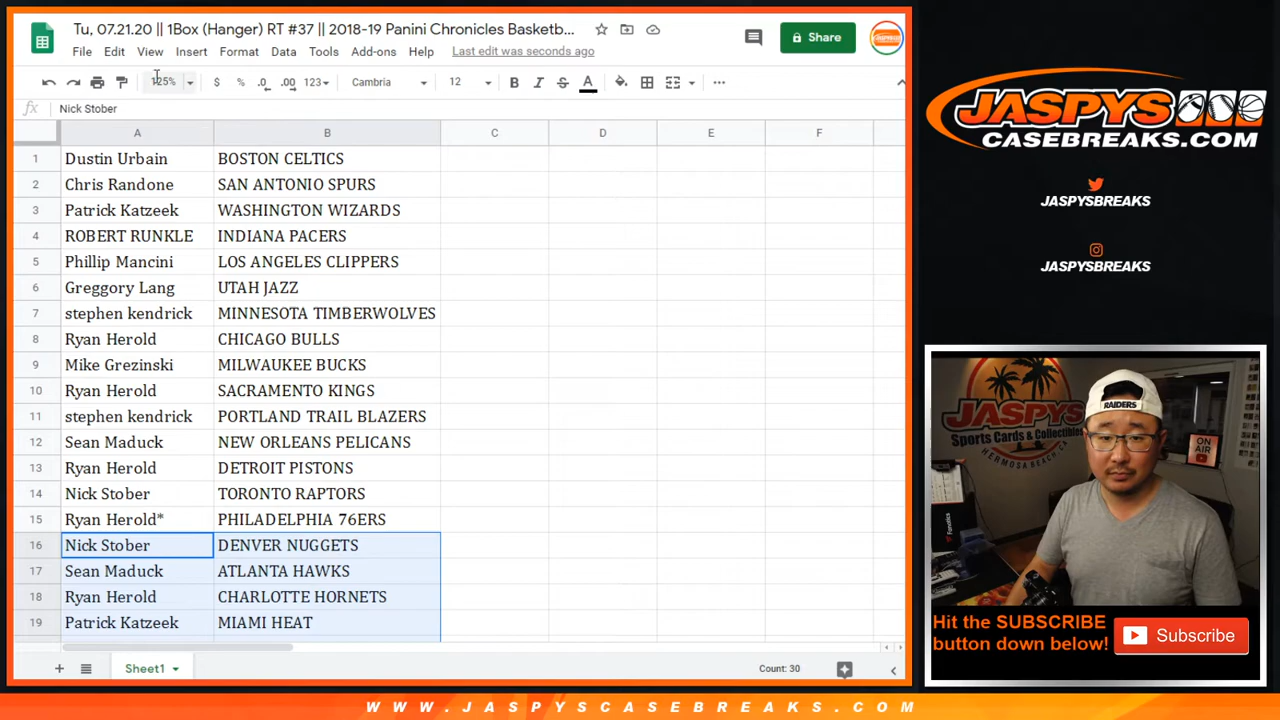 Tu, 07.21.20 || 1Box (Hanger) RT #37 || 2018-19 Panini Chronicles Basketb...
File Edit View Insert Format Data Tools Add-ons Help Last edit was seconds ago
Share
125% $ % .0 .00 123 Cambria 12 B I S A
fx Nick Stober
A B C D E F
1 Dustin Urbain BOSTON CELTICS
2 Chris Randone SAN ANTONIO SPURS
3 Patrick Katzeek WASHINGTON WIZARDS
4 ROBERT RUNKLE INDIANA PACERS
5 Phillip Mancini LOS ANGELES CLIPPERS
6 Greggory Lang UTAH JAZZ
7 stephen kendrick MINNESOTA TIMBERWOLVES
8 Ryan Herold CHICAGO BULLS
9 Mike Grezinski MILWAUKEE BUCKS
10 Ryan Herold SACRAMENTO KINGS
11 stephen kendrick PORTLAND TRAIL BLAZERS
12 Sean Maduck NEW ORLEANS PELICANS
13 Ryan Herold DETROIT PISTONS
14 Nick Stober TORONTO RAPTORS
15 Ryan Herold* PHILADELPHIA 76ERS
16 Nick Stober DENVER NUGGETS
17 Sean Maduck ATLANTA HAWKS
18 Ryan Herold CHARLOTTE HORNETS
19 Patrick Katzeek MIAMI HEAT
Sheet1 Count: 30
JASPYS
CASEBREAKS.COM
JASPYSBREAKS
JASPYSBREAKS
JASPYS
Sports Cards & Collectibles
HERMOSA BEACH, CA
RAIDERS
ON AIR
Fanatics
Hit the SUBSCRIBE
button down below!
Subscribe
WWW.JASPYSCASEBREAKS.COM